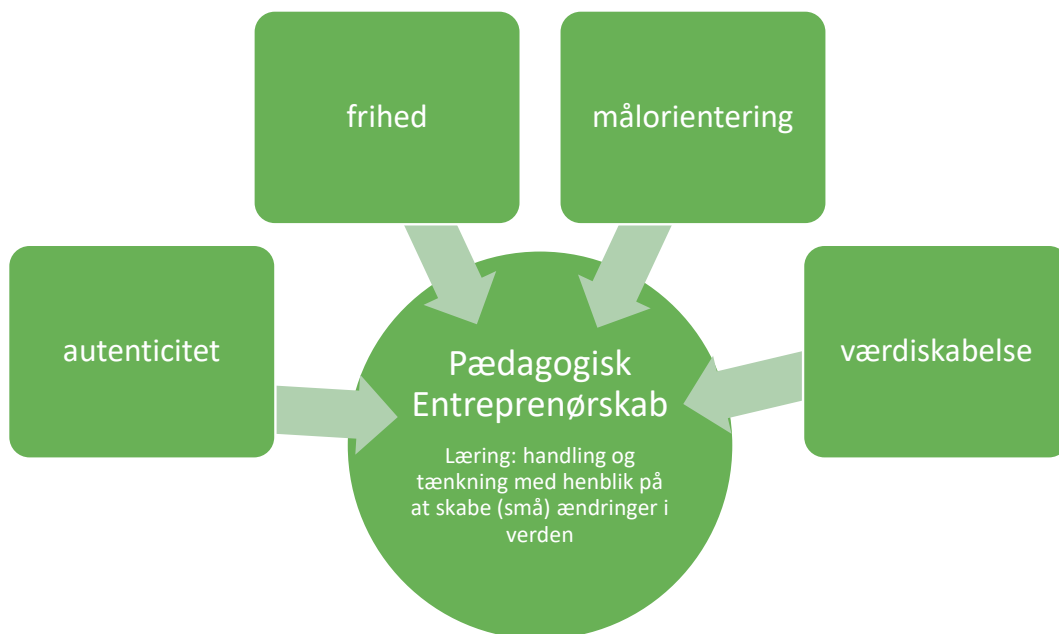 frihed
målorientering
autenticitet
værdiskabelse
Pædagogisk
Entreprenørskab
Læring: handling og
tænkning med henblik på
at skabe (små) ændringer i
verden